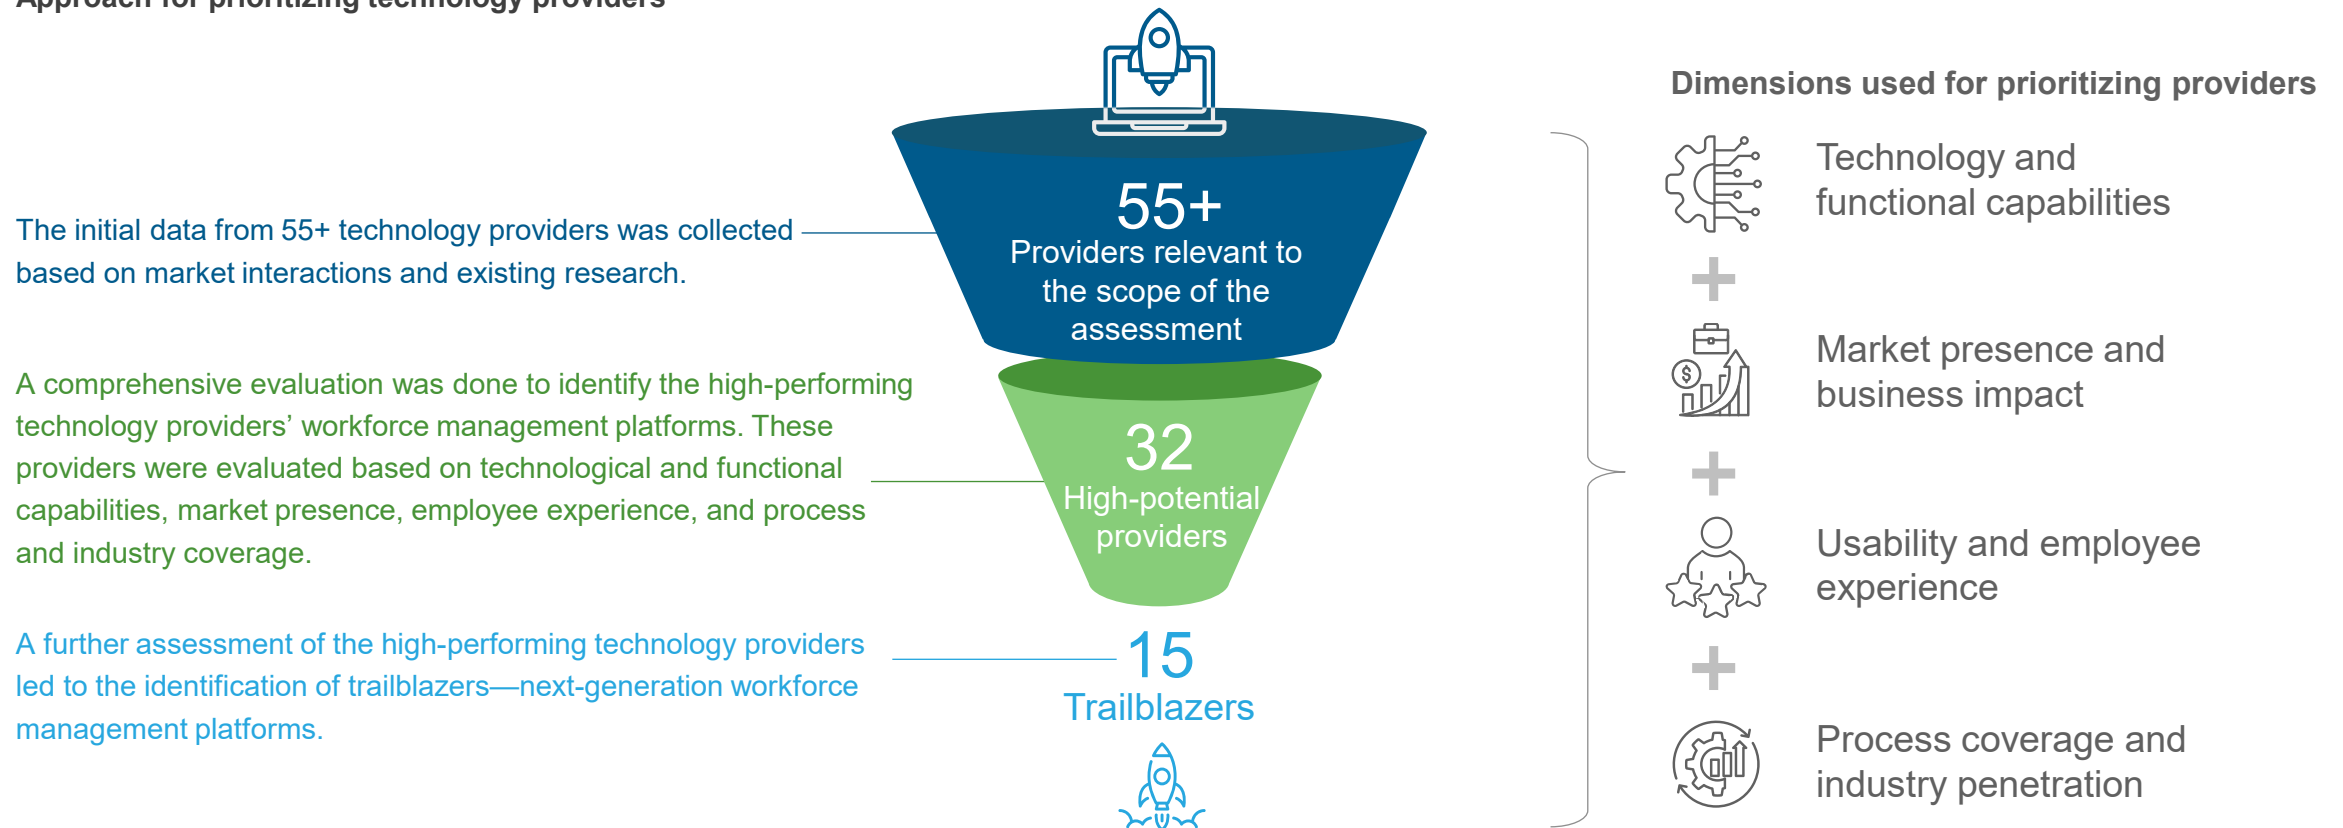 Approach for prioritizing technology providers
The initial data from 55+ technology providers was collected
based on market interactions and existing research.
A comprehensive evaluation was done to identify the high-performing
technology providers’ workforce management platforms. These
providers were evaluated based on technological and functional
capabilities, market presence, employee experience, and process
and industry coverage.
A further assessment of the high-performing technology providers
led to the identification of trailblazers—next-generation workforce
management platforms.
55+
Providers relevant to
the scope of the
assessment
32
High-potential
providers
15
Trailblazers
Dimensions used for prioritizing providers
Technology and
functional capabilities
Market presence and
business impact
Usability and employee
experience
Process coverage and
industry penetration